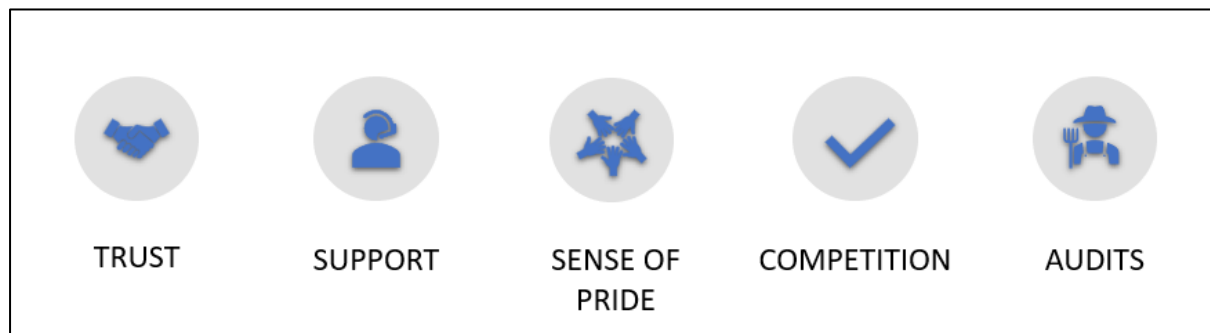 TRUST
SUPPORT
SENSE OF
PRIDE
COMPETITION
AUDITS